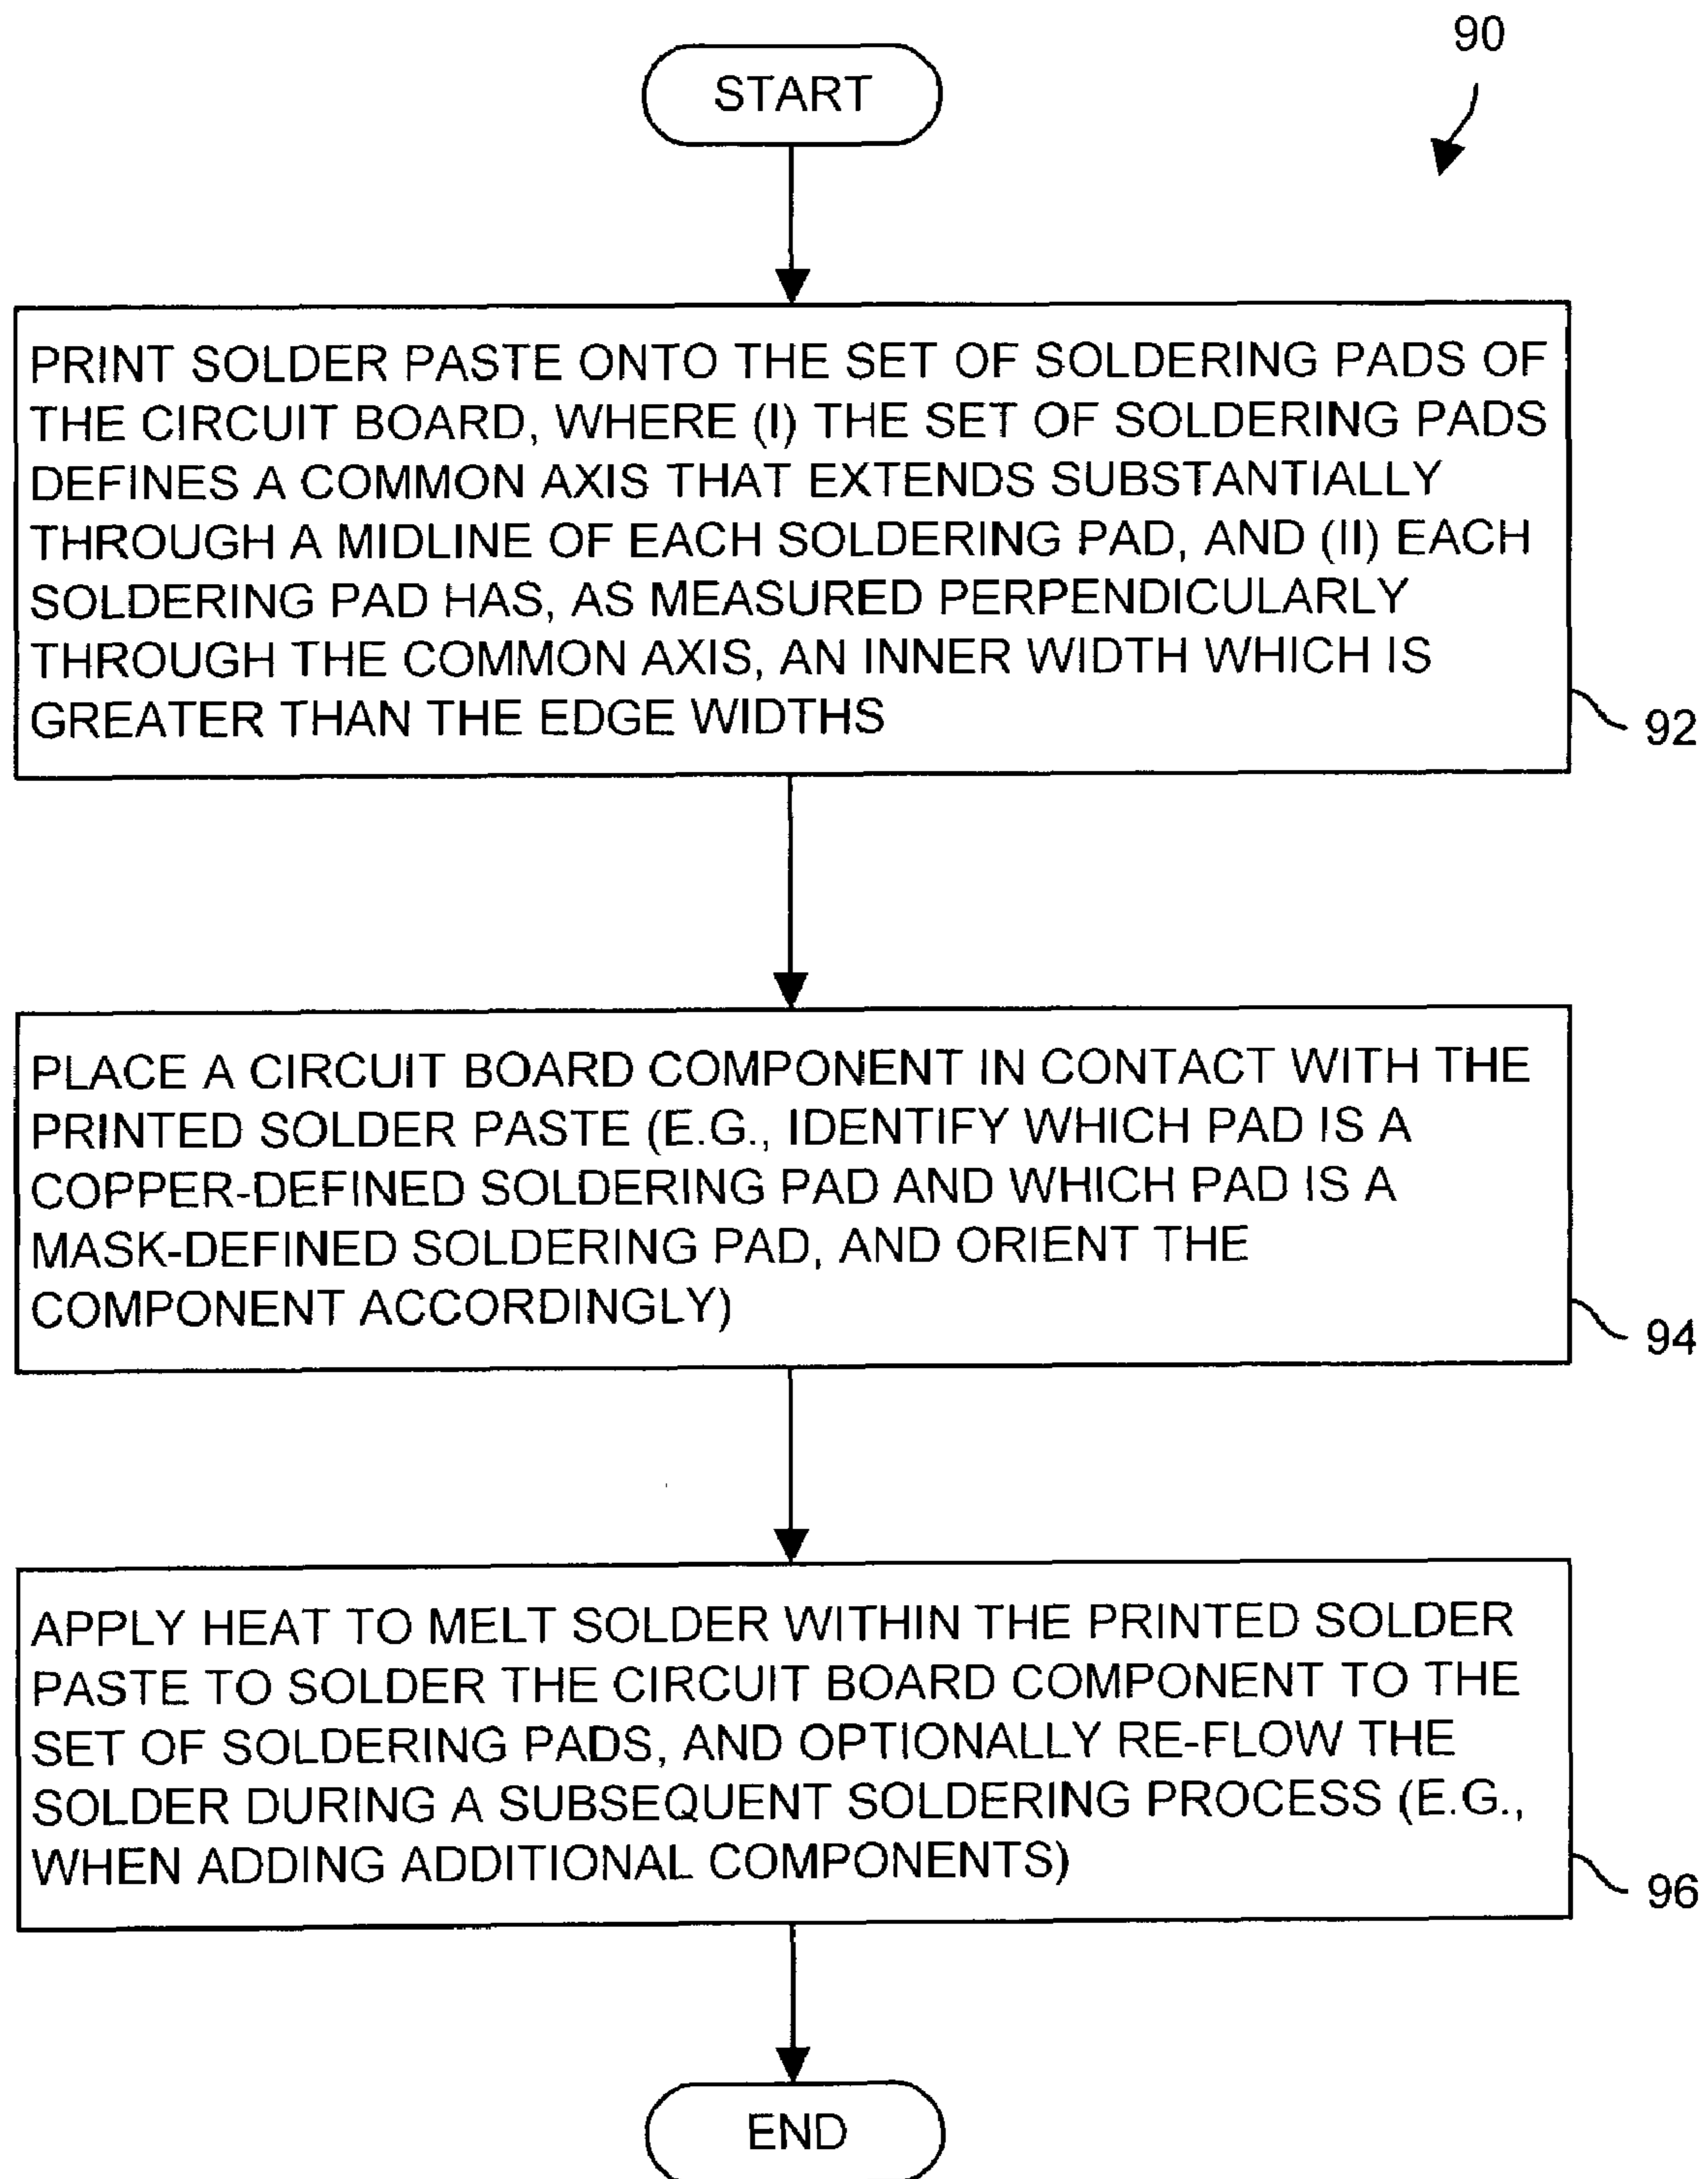 90
START
PRINT SOLDER PASTE ONTO THE SET OF SOLDERING PADS OF
THE CIRCUIT BOARD, WHERE (I) THE SET OF SOLDERING PADS
DEFINES A COMMON AXIS THAT EXTENDS SUBSTANTIALLY
THROUGH A MIDLINE OF EACH SOLDERING PAD, AND (II) EACH
SOLDERING PAD HAS, AS MEASURED PERPENDICULARLY
THROUGH THE COMMON AXIS, AN INNER WIDTH WHICH IS
GREATER THAN THE EDGE WIDTHS
92
PLACE A CIRCUIT BOARD COMPONENT IN CONTACT WITH THE
PRINTED SOLDER PASTE (E.G., IDENTIFY WHICH PAD IS A
COPPER-DEFINED SOLDERING PAD AND WHICH PAD IS A
MASK-DEFINED SOLDERING PAD, AND ORIENT THE
COMPONENT ACCORDINGLY)
94
APPLY HEAT TO MELT SOLDER WITHIN THE PRINTED SOLDER
PASTE TO SOLDER THE CIRCUIT BOARD COMPONENT TO THE
SET OF SOLDERING PADS, AND OPTIONALLY RE-FLOW THE
SOLDER DURING A SUBSEQUENT SOLDERING PROCESS (E.G.,
WHEN ADDING ADDITIONAL COMPONENTS)
96
END